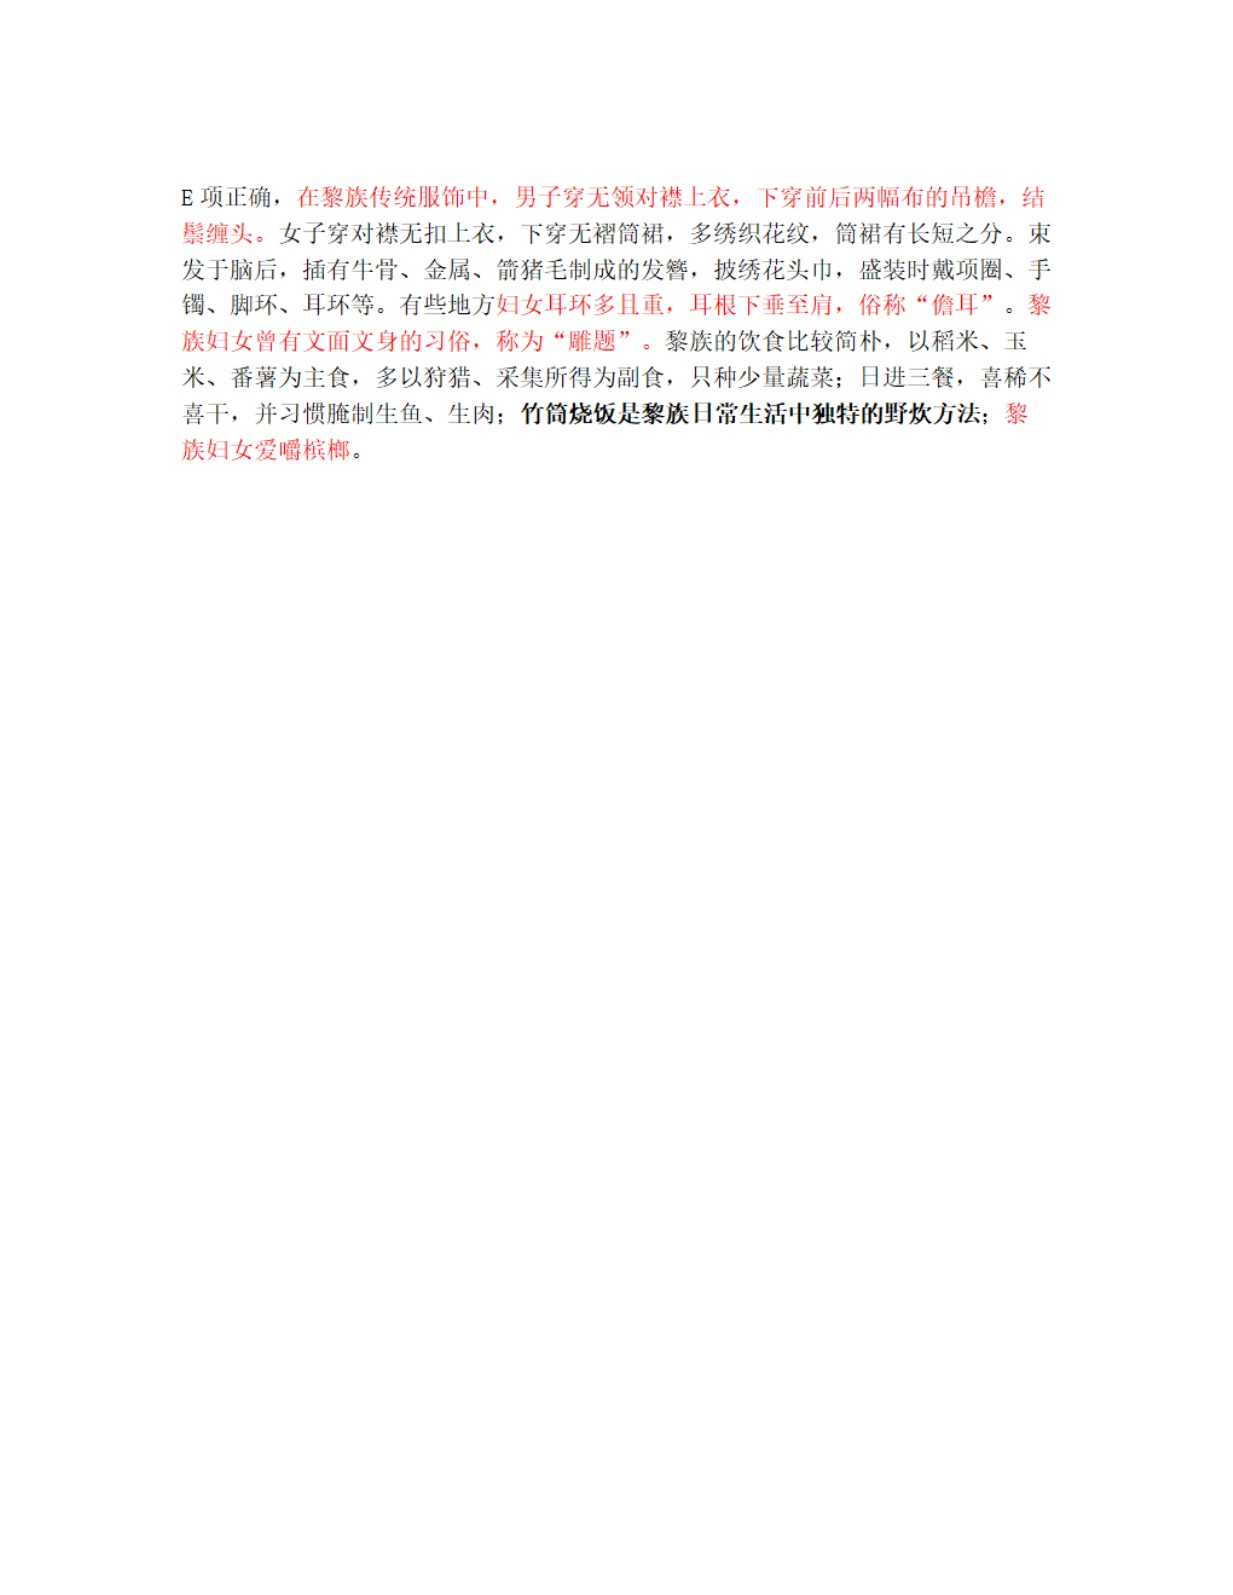 E 项正确，在黎族传统服饰中，男子穿无领对襟上衣，下穿前后两幅布的吊檐，结
鬃缠头。女子穿对襟无扣上衣，下穿无褶筒裙，多绣织花纹，筒裙有长短之分。束
发于脑后，插有牛骨、金属、箭猪毛制成的发簪，披绣花头巾，盛装时戴项圈、手
镯、脚环、耳环等。有些地方妇女耳环多且重，耳根下垂至肩，俗称“儋耳”。黎
族妇女曾有文面文身的习俗，称为“雕题”。黎族的饮食比较简朴，以稻米、玉
米、番薯为主食，多以狩猎、采集所得为副食，只种少量蔬菜；日进三餐，喜稀不
喜干，并习惯腌制生鱼、生肉；竹筒烧饭是黎族日常生活中独特的野炊方法；黎
族妇女爱嚼槟榔。